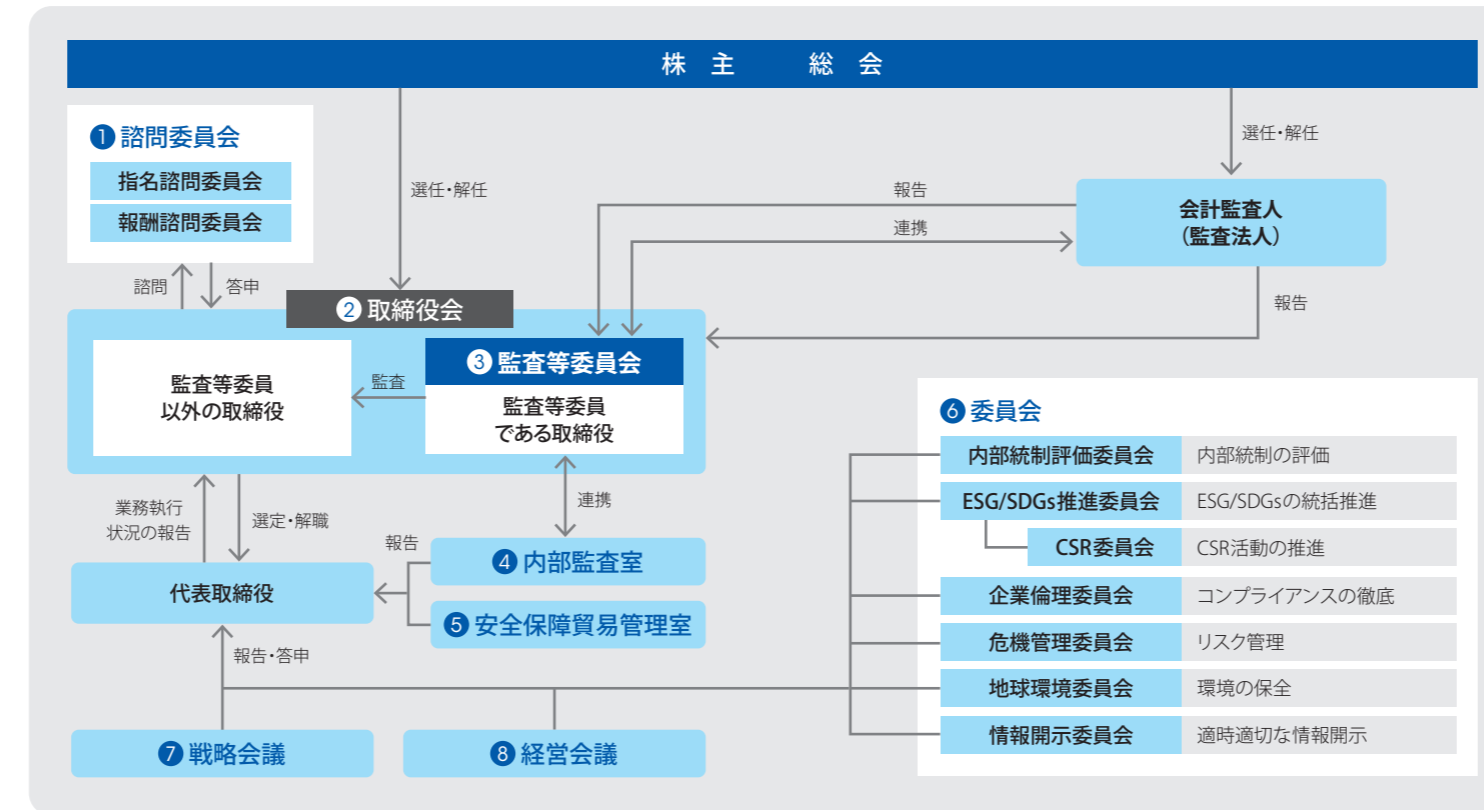 株主 総会
❶諮問委員会
指名諮問委員会
報酬諮問委員会
選任・解任
選任・解任
報告
連携
会計監査人
（監査法人）
諮問
答申
報告
❷取締役会
監査等委員
以外の取締役
監査
❸監査等委員会
監査等委員
である取締役
業務執行
状況の報告
選定・解職
連携
報告
代表取締役
❹内部監査室
❺安全保障貿易管理室
報告・答申
❼戦略会議
❽経営会議
❻委員会
内部統制評価委員会 内部統制の評価
ESG/SDGs推進委員会 ESG/SDGsの統括推進
CSR委員会 CSR活動の推進
企業倫理委員会 コンプライアンスの徹底
危機管理委員会 リスク管理
地球環境委員会 環境の保全
情報開示委員会 適時適切な情報開示